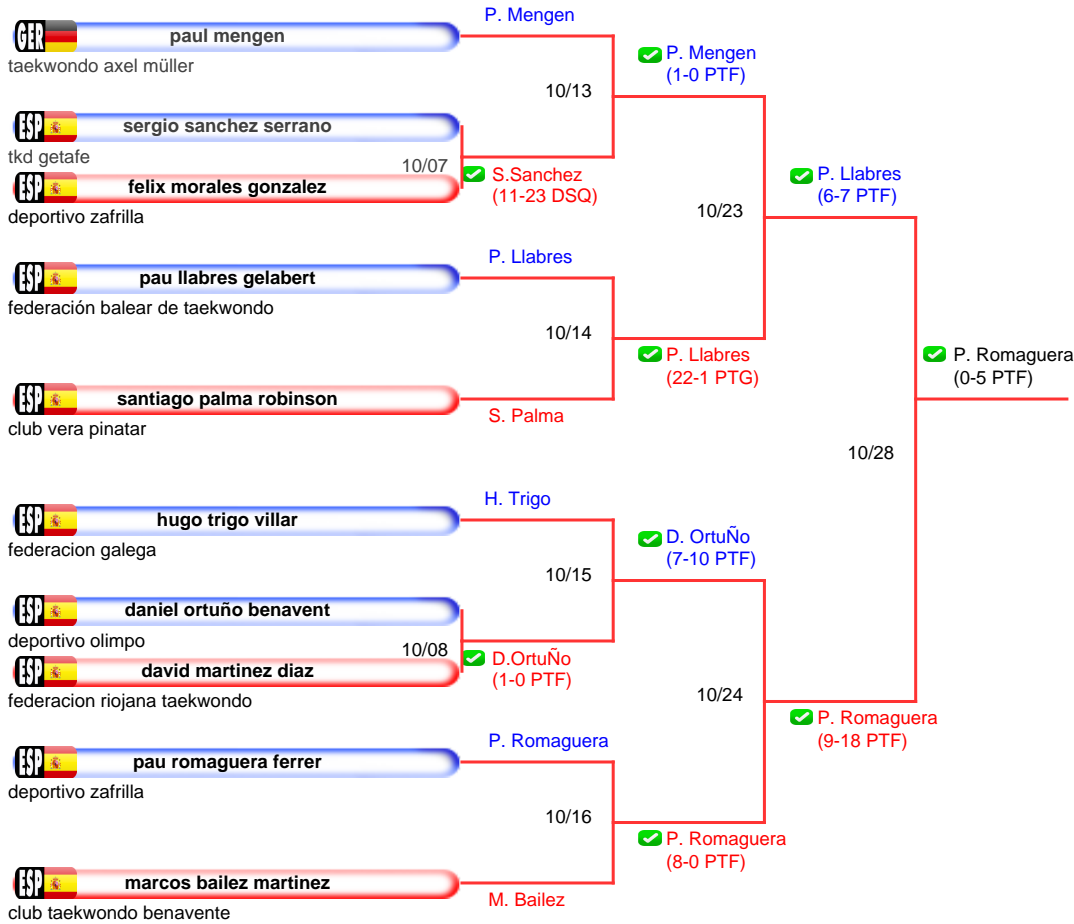 P. Mengen
GER paul mengen
taekwondo axel müller
P. Mengen
(1-0 PTF)
10/13
ESP sergio sanchez serrano
tkd getafe
10/07
S.Sanchez
(11-23 DSQ)
ESP felix morales gonzalez
deportivo zafrilla
P. Llabres
(6-7 PTF)
10/23
P. Llabres
ESP pau llabres gelabert
federación balear de taekwondo
10/14
P. Llabres
(22-1 PTG)
P. Romaguera
(0-5 PTF)
ESP santiago palma robinson
S. Palma
club vera pinatar
10/28
H. Trigo
ESP hugo trigo villar
federacion galega
D. OrtuÑo
(7-10 PTF)
10/15
ESP daniel ortuño benavent
deportivo olimpo
10/08
D.OrtuÑo
(1-0 PTF)
ESP david martinez diaz
federacion riojana taekwondo
10/24
P. Romaguera
(9-18 PTF)
P. Romaguera
ESP pau romaguera ferrer
deportivo zafrilla
10/16
P. Romaguera
(8-0 PTF)
ESP marcos bailez martinez
M. Bailez
club taekwondo benavente